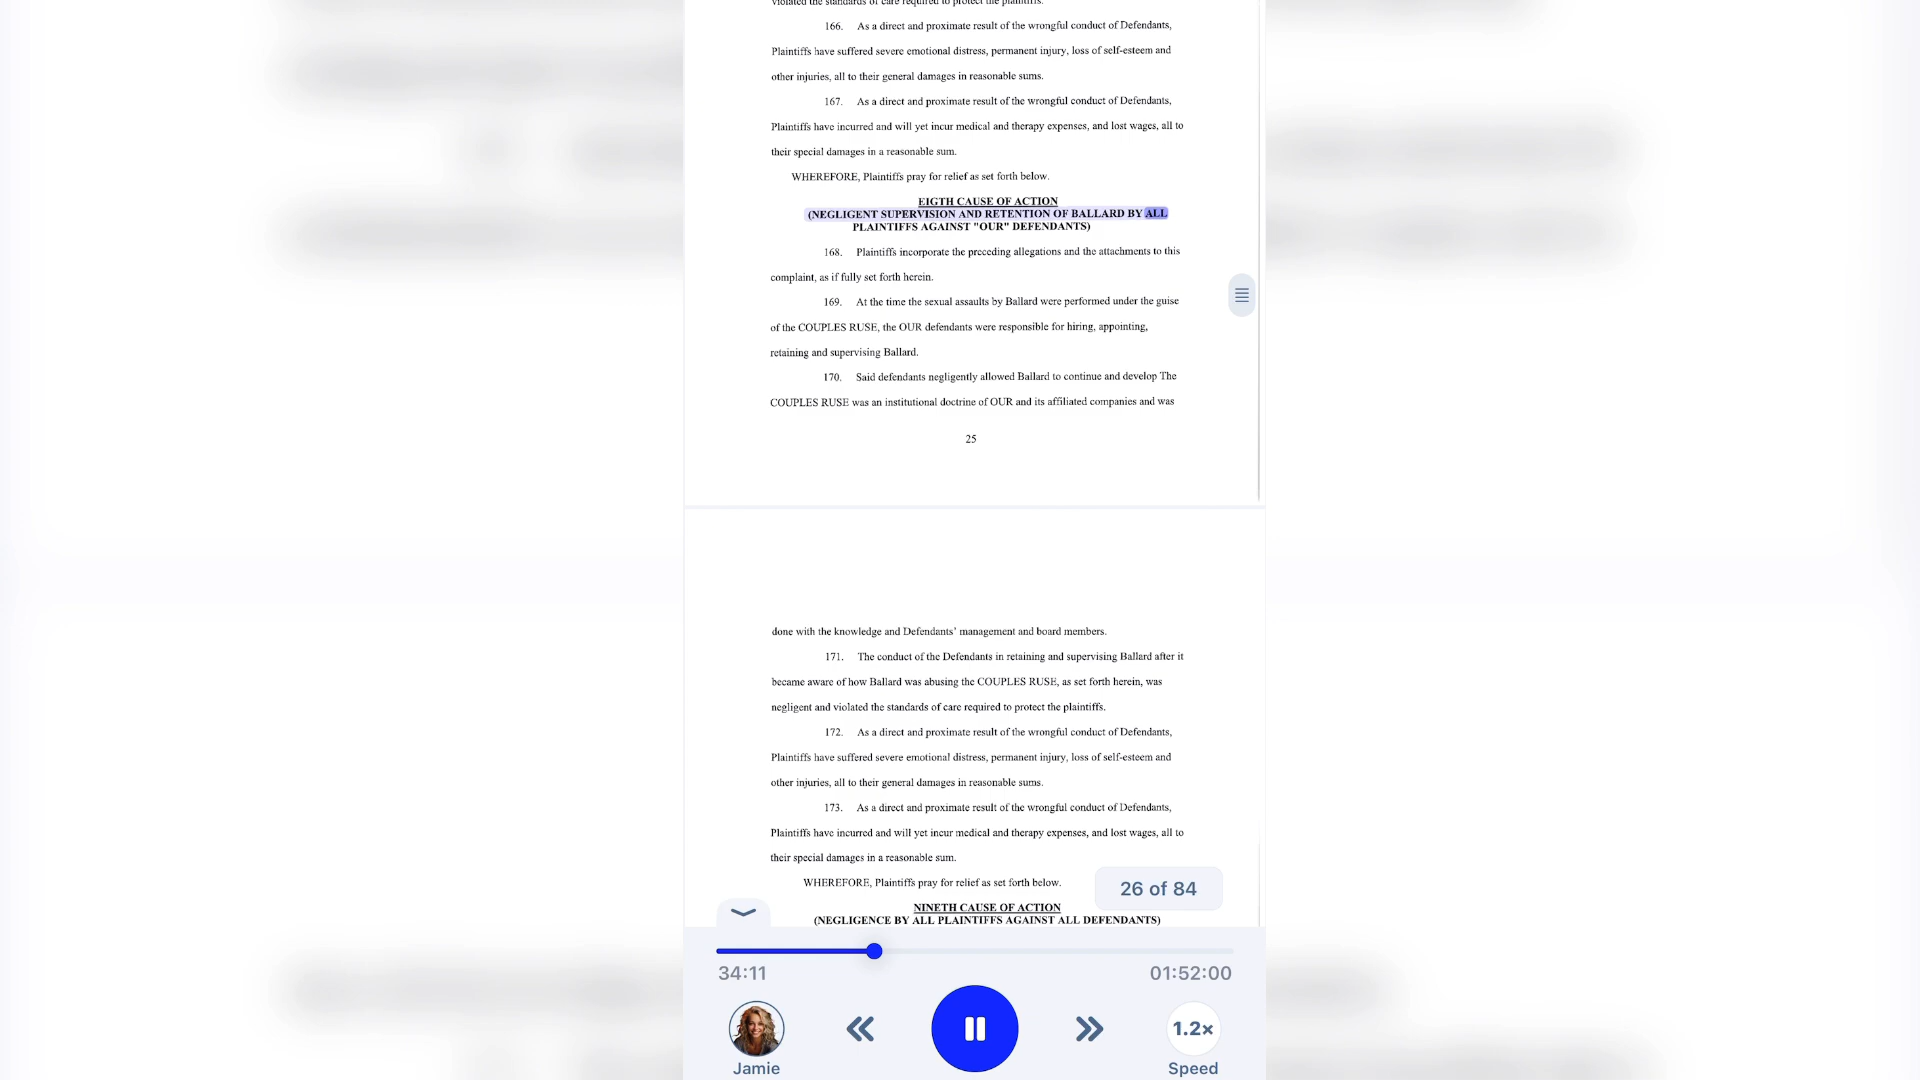 violated the standards of care required to protect the plaintiffs.
166. As a direct and proximate result of the wrongful conduct of Defendants,
Plaintiffs have suffered severe emotional distress, permanent injury, loss of self-esteem and
other injuries, all to their general damages in reasonable sums.
167. As a direct and proximate result of the wrongful conduct of Defendants,
Plaintiffs have incurred and will yet incur medical and therapy expenses, and lost wages, all to
their special damages in a reasonable sum.
WHEREFORE, Plaintiffs pray for relief as set forth below.
EIGTH CAUSE OF ACTION
(NEGLIGENT SUPERVISION AND RETENTION OF BALLARD BY ALL
PLAINTIFFS AGAINST "OUR" DEFENDANTS)
168. Plaintiffs incorporate the preceding allegations and the attachments to this
complaint, as if fully set forth herein.
169. At the time the sexual assaults by Ballard were performed under the guise
of the COUPLES RUSE, the OUR defendants were responsible for hiring, appointing,
retaining and supervising Ballard.
170. Said defendants negligently allowed Ballard to continue and develop The
COUPLES RUSE was an institutional doctrine of OUR and its affiliated companies and was
25
done with the knowledge and Defendants' management and board members.
171. The conduct of the Defendants in retaining and supervising Ballard after it
became aware of how Ballard was abusing the COUPLES RUSE, as set forth herein, was
negligent and violated the standards of care required to protect the plaintiffs.
172. As a direct and proximate result of the wrongful conduct of Defendants,
Plaintiffs have suffered severe emotional distress, permanent injury, loss of self-esteem and
other injuries, all to their general damages in reasonable sums.
173. As a direct and proximate result of the wrongful conduct of Defendants,
Plaintiffs have incurred and will yet incur medical and therapy expenses, and lost wages, all to
their special damages in a reasonable sum.
WHEREFORE, Plaintiffs pray for relief as set forth below.
26 of 84
NINETH CAUSE OF ACTION
(NEGLIGENCE BY ALL PLAINTIFFS AGAINST ALL DEFENDANTS)
34:11
01:52:00
1.2×
Jamie
Speed